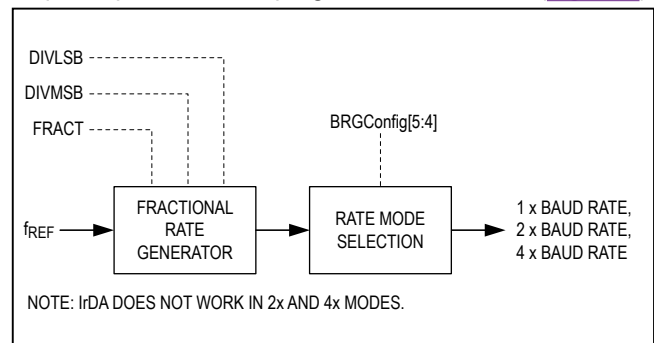 DIVLSB
DIVMSB
FRACT
BRGConfig[5:4]
fREF
FRACTIONAL
RATE
GENERATOR
RATE MODE
SELECTION
1 x BAUD RATE,
2 x BAUD RATE,
4 x BAUD RATE
NOTE: IrDA DOES NOT WORK IN 2x AND 4x MODES.